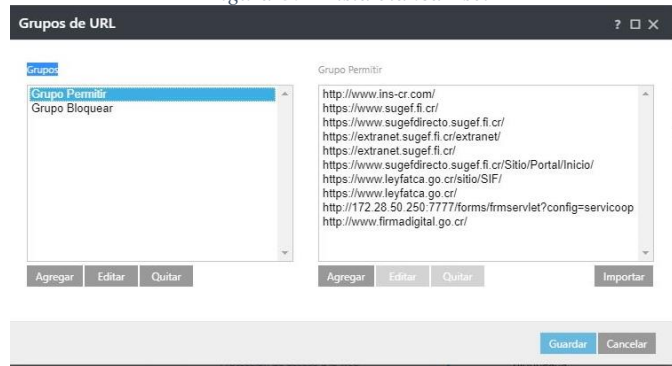 Grupos de URL
Grupos
Grupo Permitir
Grupo Bloquear
Agregar Editar Quitar
Grupo Permitir
http://www.ins-cr.com/
https://www.sugef.fi.cr/
https://www.sugefdirecto.sugef.fi.cr/
https://extranet.sugef.fi.cr/extranet/
https://extranet.sugef.fi.cr/
https://www.sugefdirecto.sugef.fi.cr/Sitio/Portal/Inicio/
https://www.leyfatca.go.cr/sitio/SIF/
https://www.leyfatca.go.cr/
http://172.28.50.250:7777/forms/frmservlet?config=servicoop
http://www.firmadigital.go.cr/
Agregar Editar Quitar Importar
Guardar Cancelar